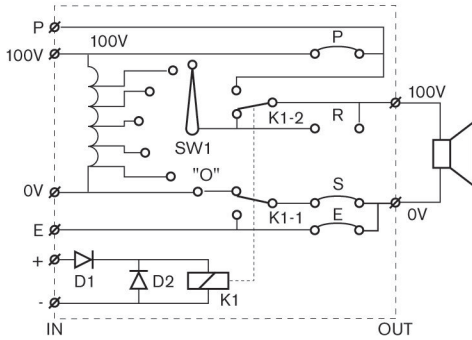 P
100V
100V
P
100V
K1-2
R
SW1
"O"
0V
S
0V
K1-1
E
E
+
D1
D2
K1
-
IN
OUT